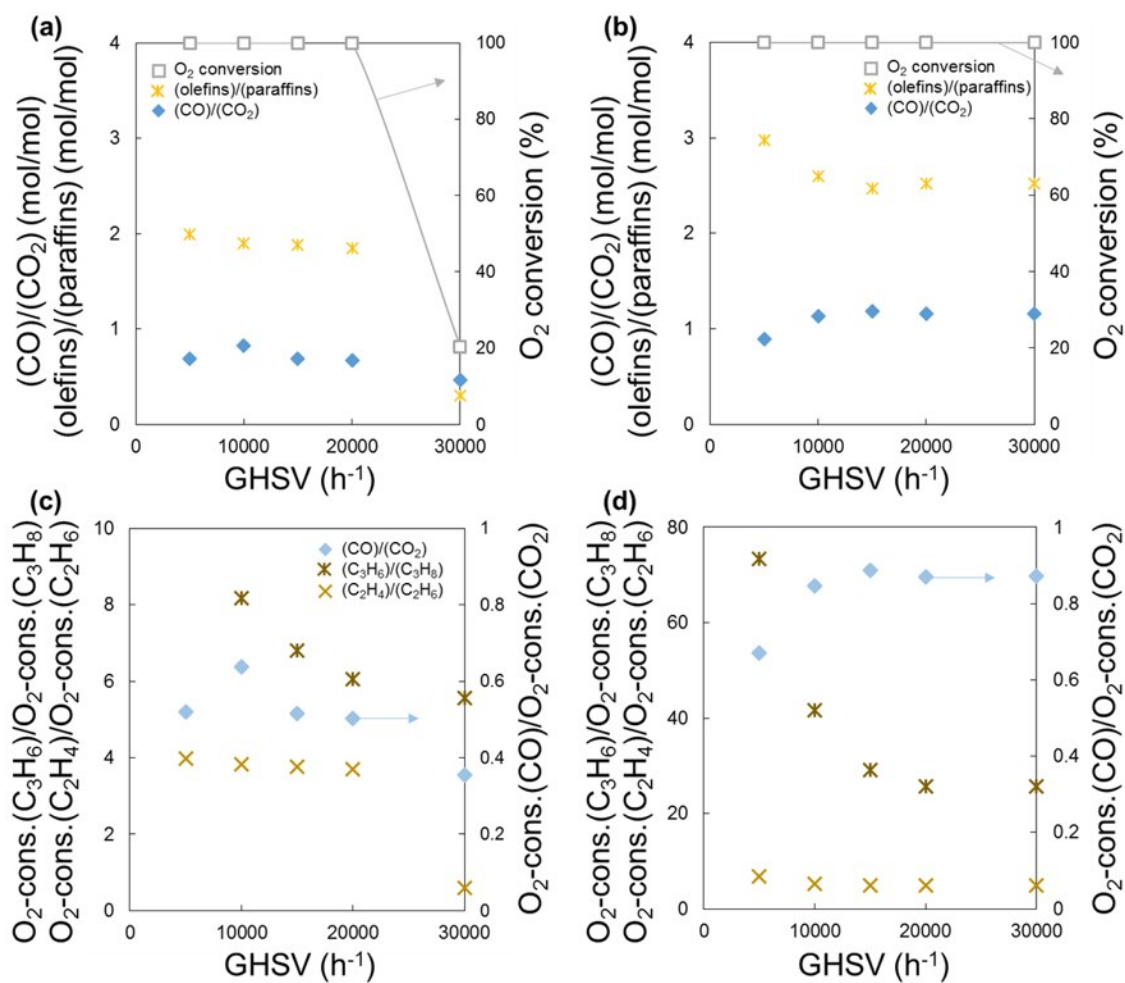 (a)
(CO)/(CO₂) (mol/mol)
(olefins)/(paraffins) (mol/mol)
4
3
2
1
0
O₂ conversion
(olefins)/(paraffins)
(CO)/(CO₂)
100
80
60
40
20
0
O₂ conversion (%)
0 10000 20000 30000
GHSV (h⁻¹)
(b)
(CO)/(CO₂) (mol/mol)
(olefins)/(paraffins) (mol/mol)
4
3
2
1
0
O₂ conversion
(olefins)/(paraffins)
(CO)/(CO₂)
100
80
60
40
20
0
O₂ conversion (%)
0 10000 20000 30000
GHSV (h⁻¹)
(c)
O₂-cons.(C₃H₆)/O₂-cons.(C₃H₈)
O₂-cons.(C₂H₄)/O₂-cons.(C₂H₆)
10
8
6
4
2
0
(CO)/(CO₂)
(C₃H₆)/(C₃H₈)
(C₂H₄)/(C₂H₆)
1
0.8
0.6
0.4
0.2
0
O₂-cons.(CO)/O₂-cons.(CO₂)
0 10000 20000 30000
GHSV (h⁻¹)
(d)
O₂-cons.(C₃H₆)/O₂-cons.(C₃H₈)
O₂-cons.(C₂H₄)/O₂-cons.(C₂H₆)
80
60
40
20
0
1
0.8
0.6
0.4
0.2
0
O₂-cons.(CO)/O₂-cons.(CO₂)
0 10000 20000 30000
GHSV (h⁻¹)